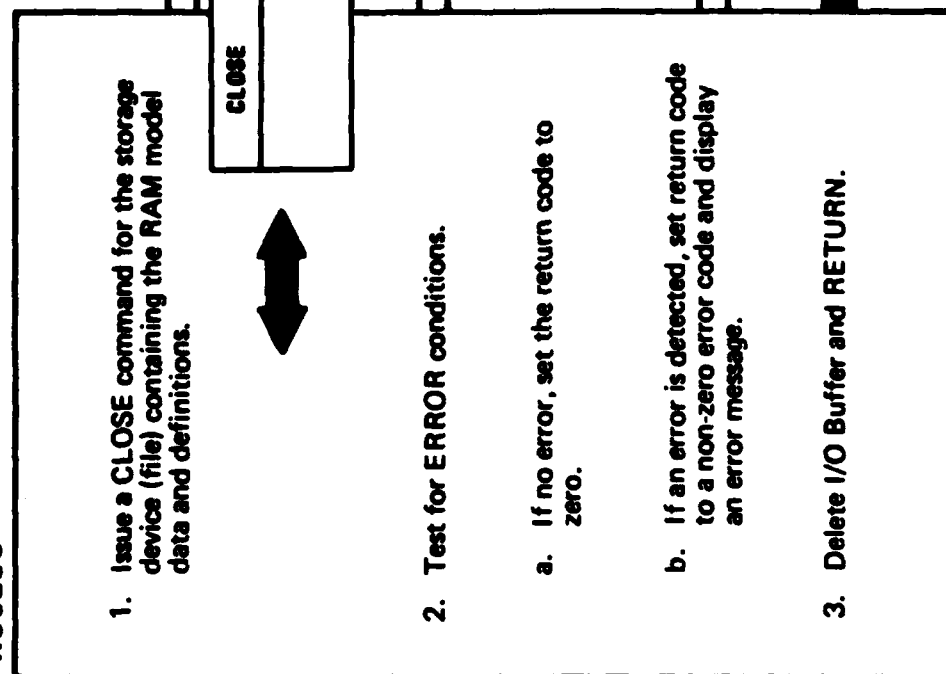 1. Issue a CLOSE command for the storage
device (file) containing the RAM model
data and definitions.
CLOSE
2. Test for ERROR conditions.
a. If no error, set the return code to
zero.
b. If an error is detected, set return code
to a non-zero error code and display
an error message.
3. Delete I/O Buffer and RETURN.